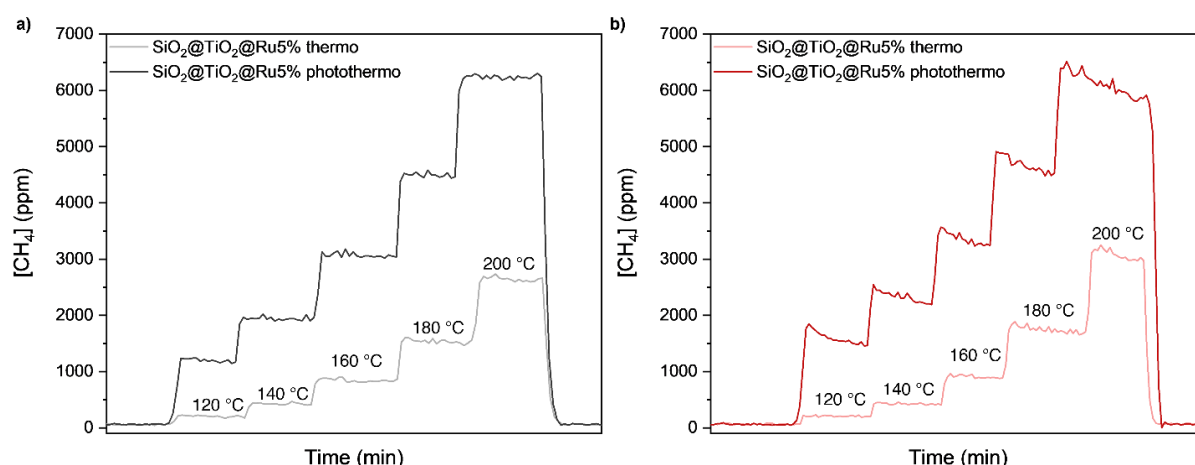 a)
7000
6000
5000
4000
3000
2000
1000
0
[CH₄] (ppm)
SiO₂@TiO₂@Ru5% thermo
SiO₂@TiO₂@Ru5% photothermo
120 °C
140 °C
160 °C
180 °C
200 °C
Time (min)
b)
7000
6000
5000
4000
3000
2000
1000
0
[CH₄] (ppm)
SiO₂@TiO₂@Ru5% thermo
SiO₂@TiO₂@Ru5% photothermo
120 °C
140 °C
160 °C
180 °C
200 °C
Time (min)